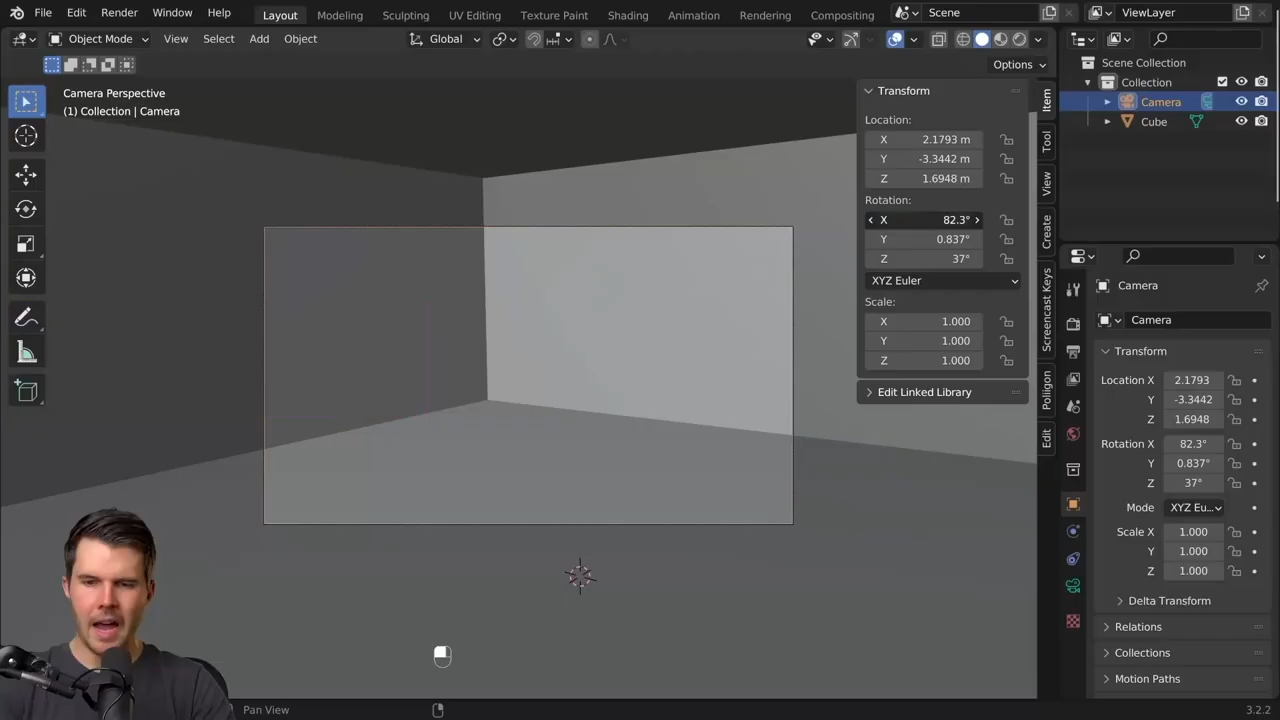 File Edit Render Window Help Layout Modeling Sculpting UV Editing Texture Paint Shading Animation Rendering Compositing Scene ViewLayer
Object Mode View Select Add Object Global
Options
Camera Perspective
(1) Collection | Camera
Transform
Location:
X 2.1793 m
Y -3.3442 m
Z 1.6948 m
Rotation:
X 82.3°
Y 0.837°
Z 37°
XYZ Euler
Scale:
X 1.000
Y 1.000
Z 1.000
Edit Linked Library
Item
Tool
View
Create
Screencast Keys
Poliigon
Edit
Scene Collection
Collection
Camera
Cube
Camera
Camera
Transform
Location X 2.1793
Y -3.3442
Z 1.6948
Rotation X 82.3°
Y 0.837°
Z 37°
Mode XYZ Eu...
Scale X 1.000
Y 1.000
Z 1.000
Delta Transform
Relations
Collections
Motion Paths
Pan View
3.2.2